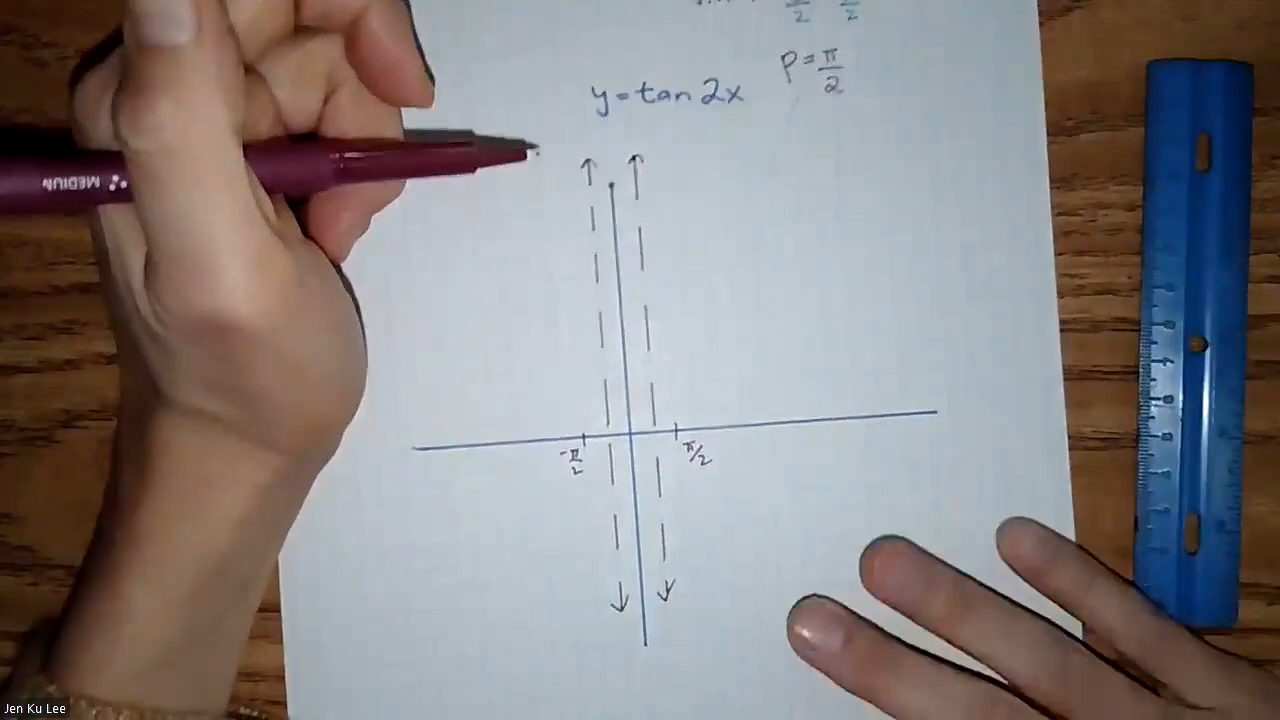 P = π/2
y = tan 2x
-π/2
π/2
MEDIUM
Jen Ku Lee